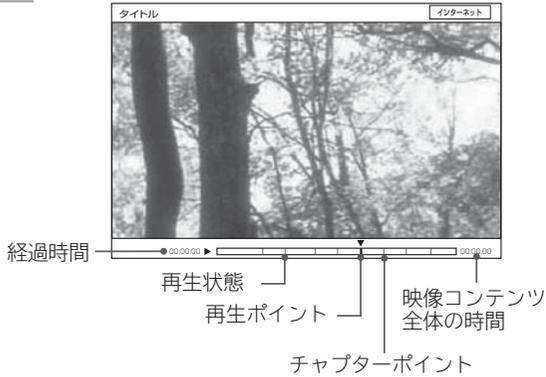 タイトル
インターネット
経過時間
00:00:00
00:00:00
再生状態
再生ポイント
映像コンテンツ
全体の時間
チャプターポイント